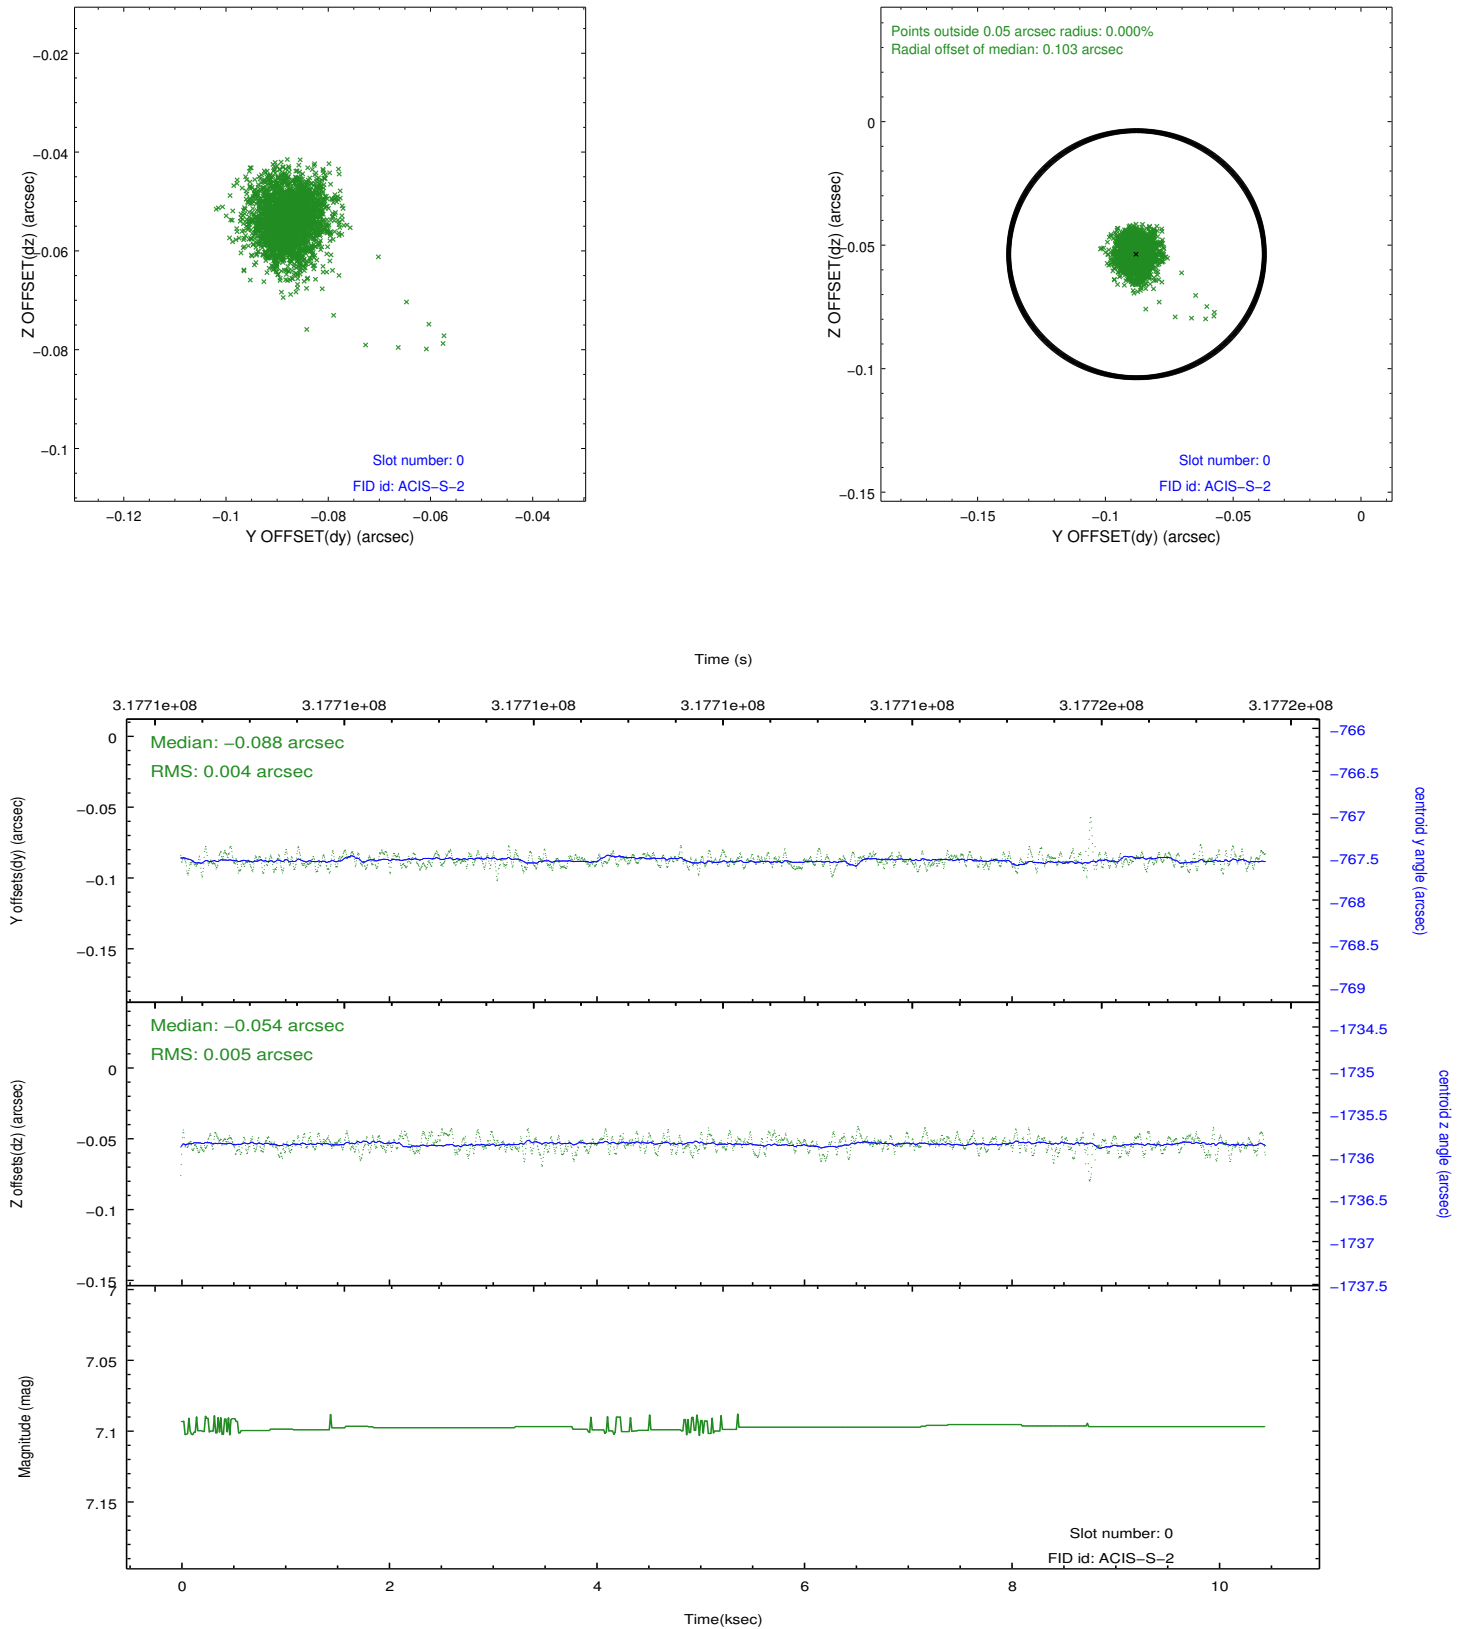 −0.02
−0.04
−0.06
−0.08
−0.1
Z OFFSET(dz) (arcsec)
Slot number: 0
FID id: ACIS−S−2
−0.12
−0.1
−0.08
−0.06
−0.04
Y OFFSET(dy) (arcsec)
Points outside 0.05 arcsec radius: 0.000%
Radial offset of median: 0.103 arcsec
0
−0.05
−0.1
−0.15
Z OFFSET(dz) (arcsec)
Slot number: 0
FID id: ACIS−S−2
−0.15
−0.1
−0.05
0
Y OFFSET(dy) (arcsec)
Time (s)
3.1771e+08
3.1771e+08
3.1771e+08
3.1771e+08
3.1771e+08
3.1772e+08
3.1772e+08
Median: −0.088 arcsec
RMS: 0.004 arcsec
0
−0.05
−0.1
−0.15
Y offsets(dy) (arcsec)
−766
−766.5
−767
−767.5
−768
−768.5
−769
centroid y angle (arcsec)
Median: −0.054 arcsec
RMS: 0.005 arcsec
0
−0.05
−0.1
−0.15
Z offsets(dz) (arcsec)
−1734.5
−1735
−1735.5
−1736
−1736.5
−1737
−1737.5
centroid z angle (arcsec)
7
7.05
7.1
7.15
Magnitude (mag)
Slot number: 0
FID id: ACIS−S−2
0
2
4
6
8
10
Time(ksec)